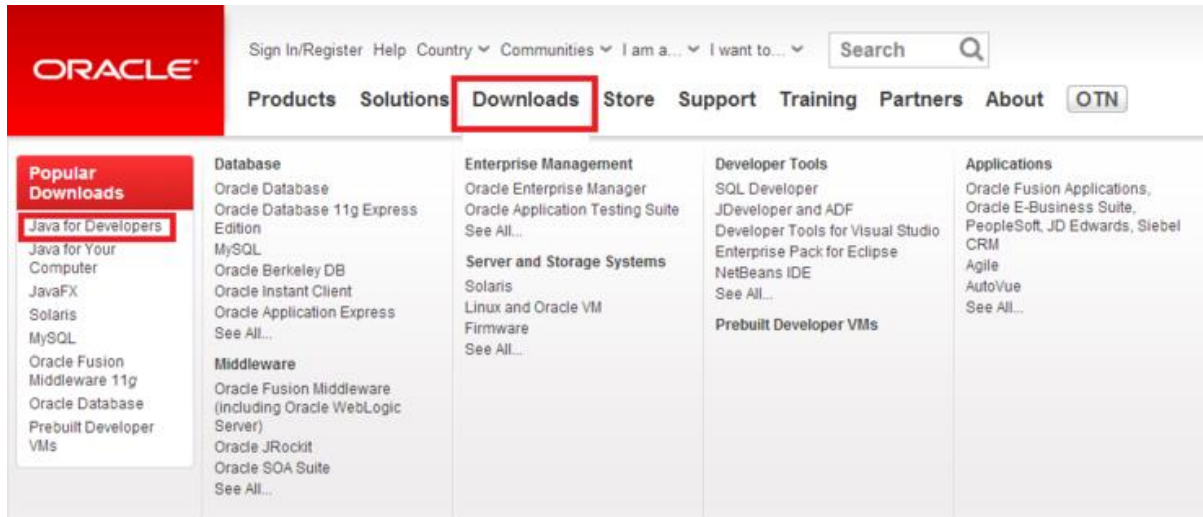 ORACLE
Sign In/Register Help Country Communities I am a... I want to... Search
Products Solutions Downloads Store Support Training Partners About OTN
Popular
Downloads
Java for Developers
Java for Your
Computer
JavaFX
Solaris
MySQL
Oracle Fusion
Middleware 11g
Oracle Database
Prebuilt Developer
VMs
Database
Oracle Database
Oracle Database 11g Express
Edition
MySQL
Oracle Berkeley DB
Oracle Instant Client
Oracle Application Express
See All...
Middleware
Oracle Fusion Middleware
(including Oracle WebLogic
Server)
Oracle JRockit
Oracle SOA Suite
See All...
Enterprise Management
Oracle Enterprise Manager
Oracle Application Testing Suite
See All...
Server and Storage Systems
Solaris
Linux and Oracle VM
Firmware
See All...
Developer Tools
SQL Developer
JDeveloper and ADF
Developer Tools for Visual Studio
Enterprise Pack for Eclipse
NetBeans IDE
See All...
Prebuilt Developer VMs
Applications
Oracle Fusion Applications,
Oracle E-Business Suite,
PeopleSoft, JD Edwards, Siebel
CRM
Agile
AutoVue
See All...